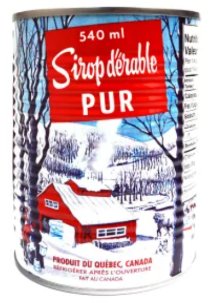 540 ml
Sirop d'érable
PUR
PRODUIT DU QUÉBEC, CANADA
RÉFRIGÉRER APRÈS L'OUVERTURE
FAIT AU CANADA